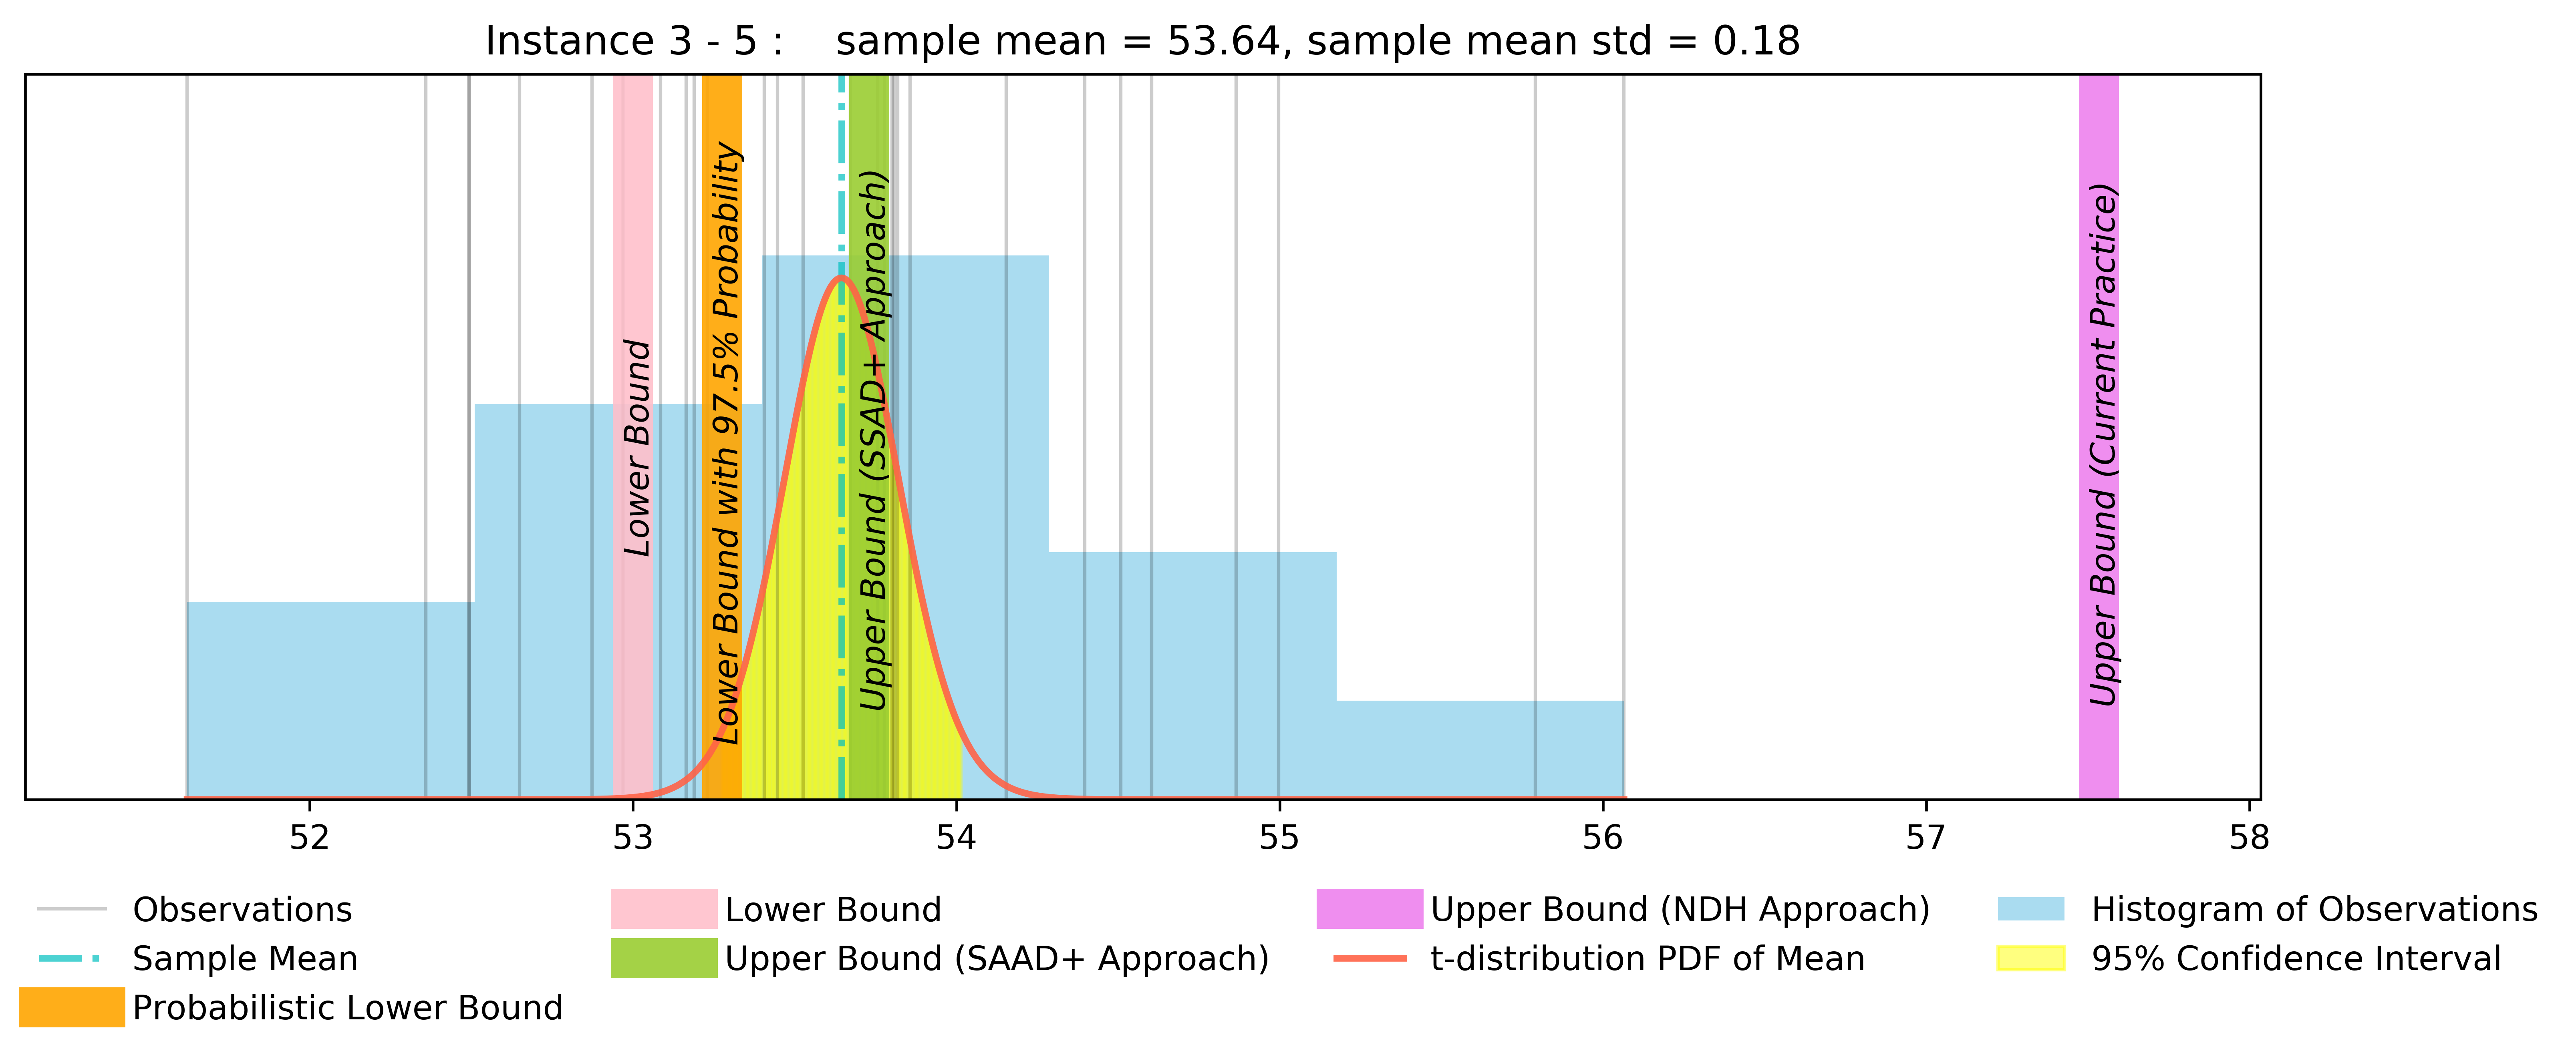 Instance 3 - 5 :    sample mean = 53.64, sample mean std = 0.18
Lower Bound
Lower Bound with 97.5% Probability
Upper Bound (SSAD+ Approach)
Upper Bound (Current Practice)
52 53 54 55 56 57 58
Observations
Sample Mean
Probabilistic Lower Bound
Lower Bound
Upper Bound (SAAD+ Approach)
Upper Bound (NDH Approach)
t-distribution PDF of Mean
Histogram of Observations
95% Confidence Interval